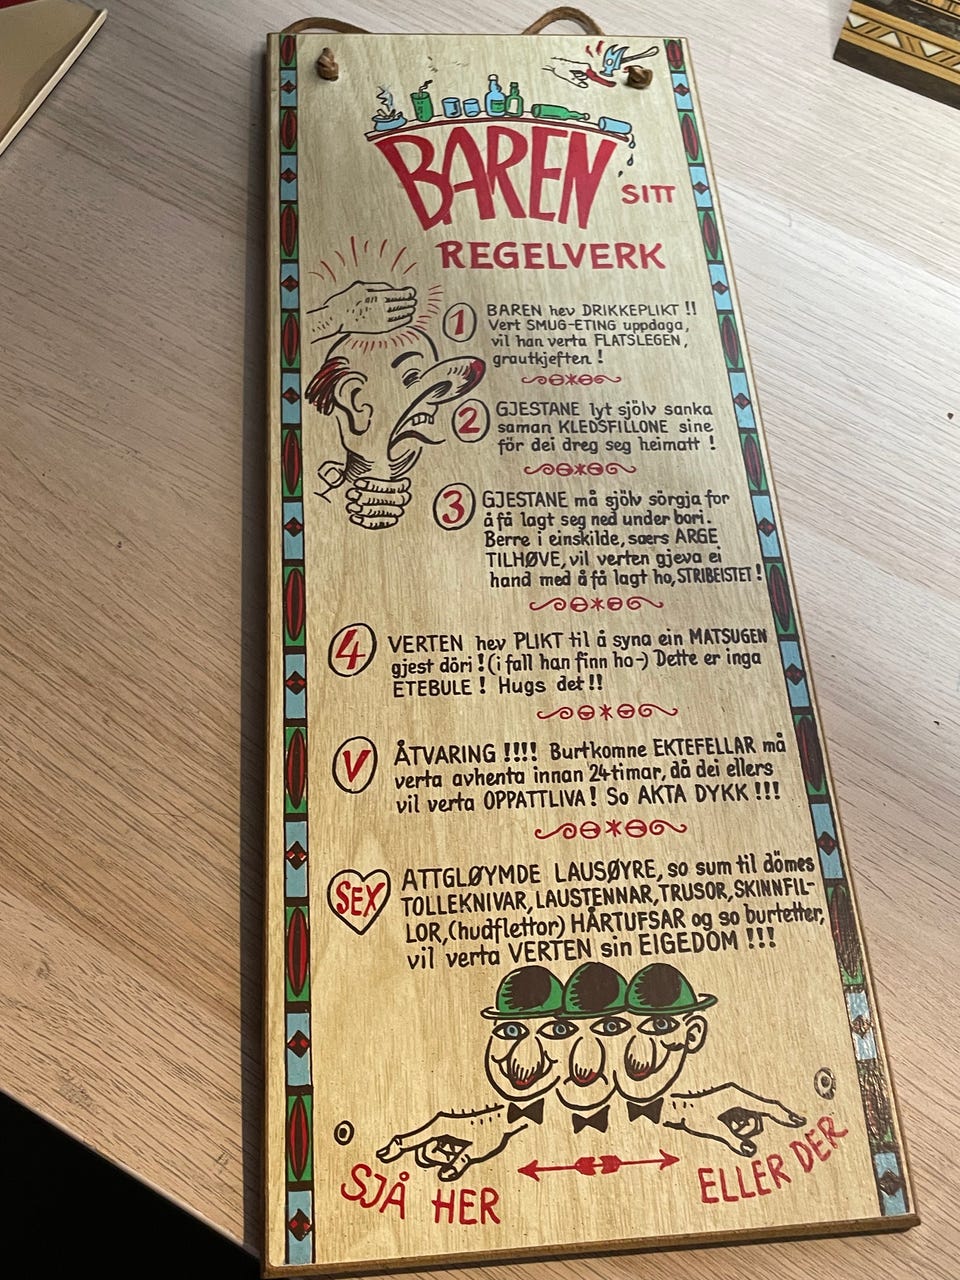 BAREN SITT
REGELVERK
1 BAREN hev DRIKKEPLIKT !!
Vert SMUG-ETING uppdaga,
vil han verta FLATSLEGEN,
grautkjeften !
2 GJESTANE lyt sjölv sanka
saman KLEDSFILLONE sine
för dei dreg seg heimatt !
3 GJESTANE må sjölv sörgja for
å få lagt seg ned under bori.
Berre i einskilde, særs ARGE
TILHØVE, vil verten gjeva ei
hand med å få lagt ho, STRIBEISTET !
4 VERTEN hev PLIKT til å syna ein MATSUGEN
gjest döri ! (i fall han finn ho-) Dette er inga
ETEBULE ! Hugs det !!
V ÅTVARING !!!! Burtkomne EKTEFELLAR må
verta avhenta innan 24 timar, då dei ellers
vil verta OPPATTLIVA ! So AKTA DYKK !!!
SEX ATTGLØYMDE LAUSØYRE, so sum til dömes
TOLLEKNIVAR, LAUSTENNAR, TRUSOR, SKINNFIL-
LOR, (hudflettor) HÅRTUFSAR og so burtetter,
vil verta VERTEN sin EIGEDOM !!!
SJÅ HER ELLER DER